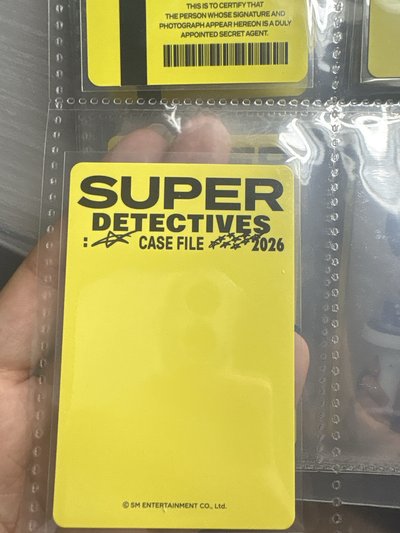 THIS IS TO CERTIFY THAT
THE PERSON WHOSE SIGNATURE AND
PHOTOGRAPH APPEAR HEREON IS A DULY
APPOINTED SECRET AGENT.
SUPER
DETECTIVES
: CASE FILE 2026
© SM ENTERTAINMENT CO., Ltd.